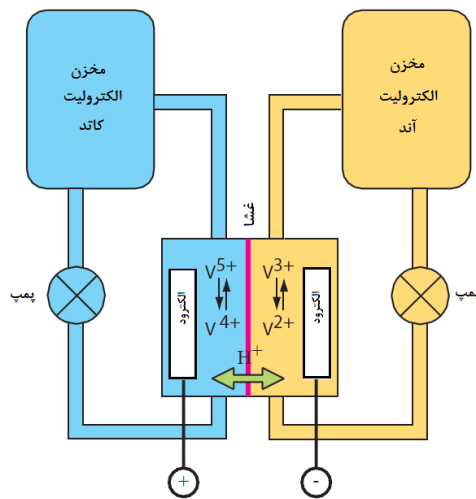 مخزن
الکترولیت
کاتد
مخزن
الکترولیت
آند
غشا
پمپ
پمپ
V5+
V4+
V3+
V2+
الکترود
الکترود
H+
+
-